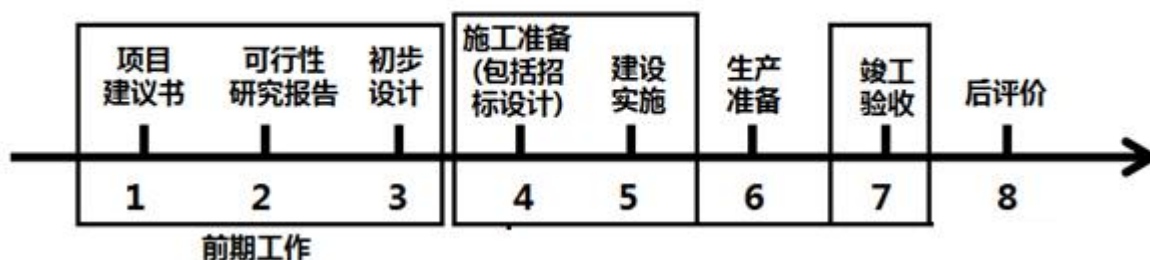 项目
建议书
可行性
研究报告
初步
设计
施工准备
(包括招
标设计）
建设
实施
生产
准备
竣工
验收
后评价
1
2
3
4
5
6
7
8
前期工作